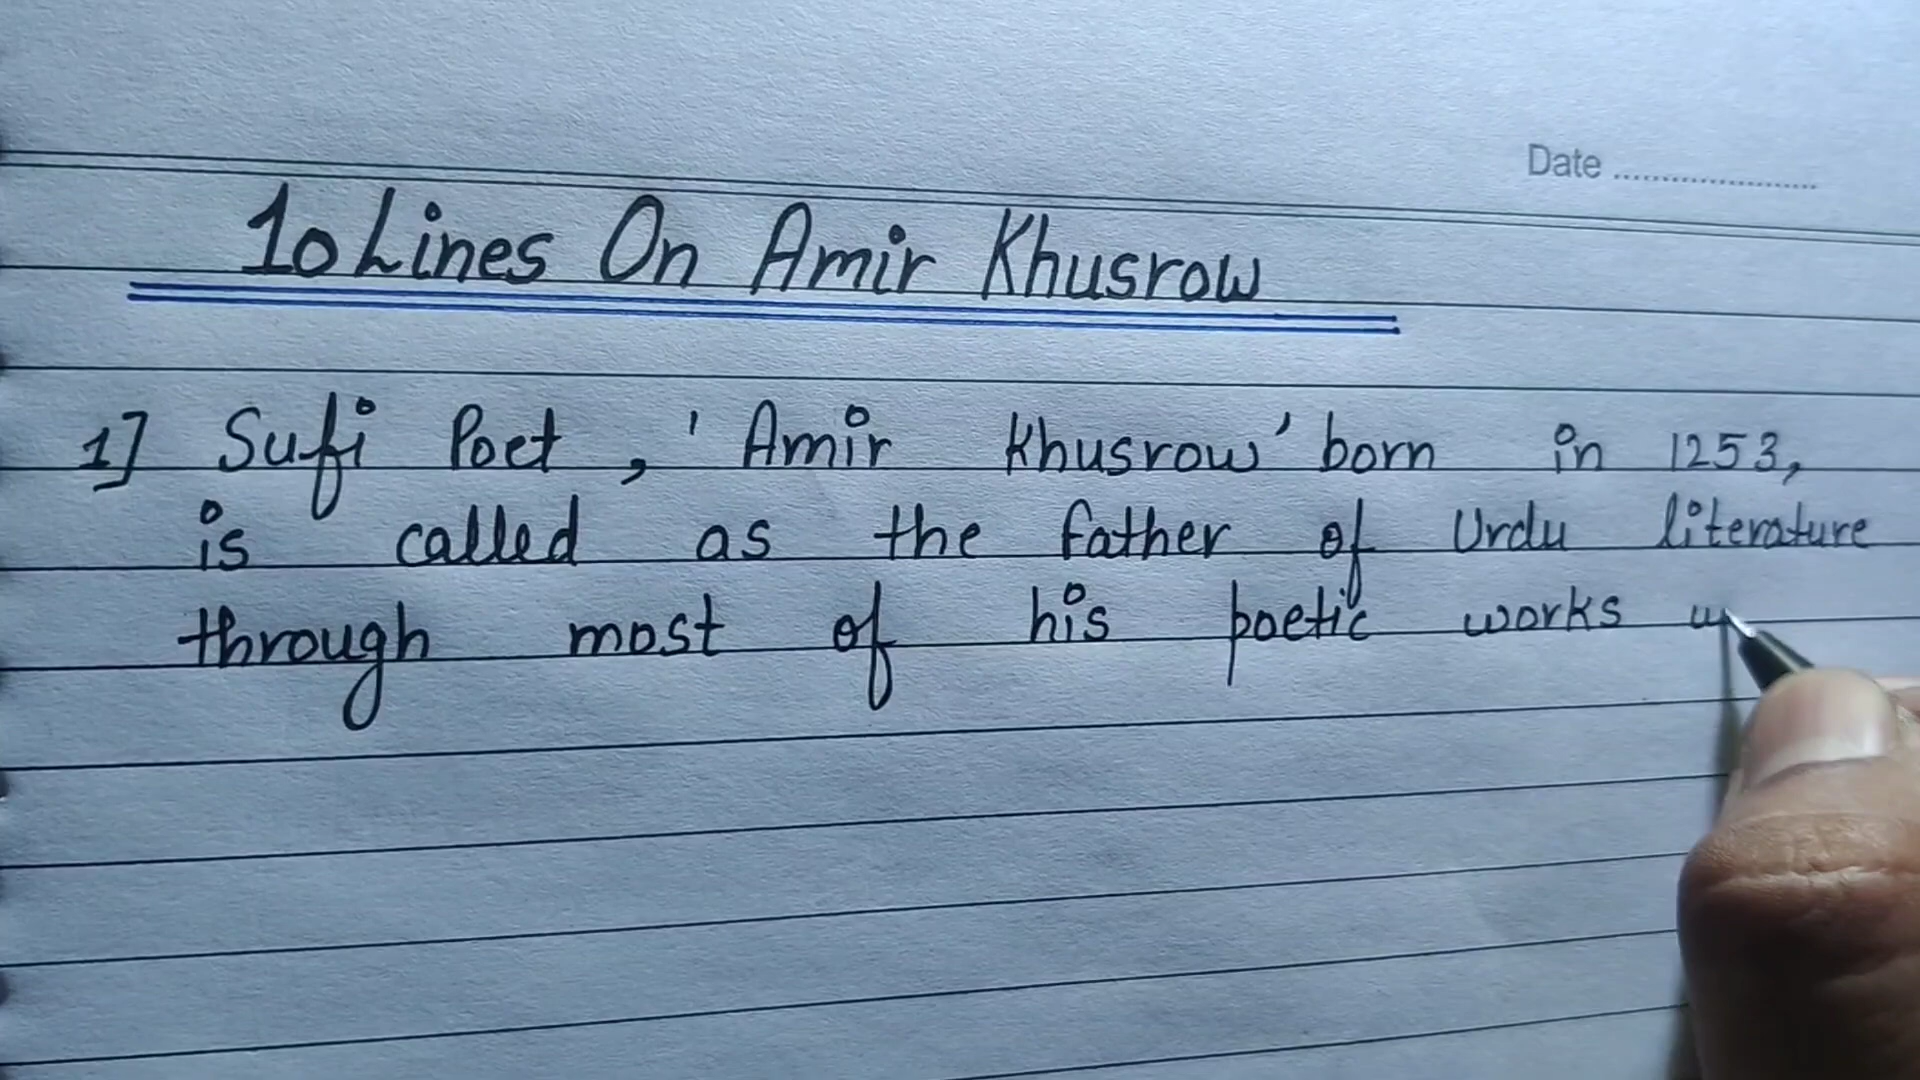 Date ....................
10 Lines On Amir Khusrow
1] Sufi Poet, 'Amir Khusrow' born in 1253,
is called as the father of Urdu literature
through most of his poetic works